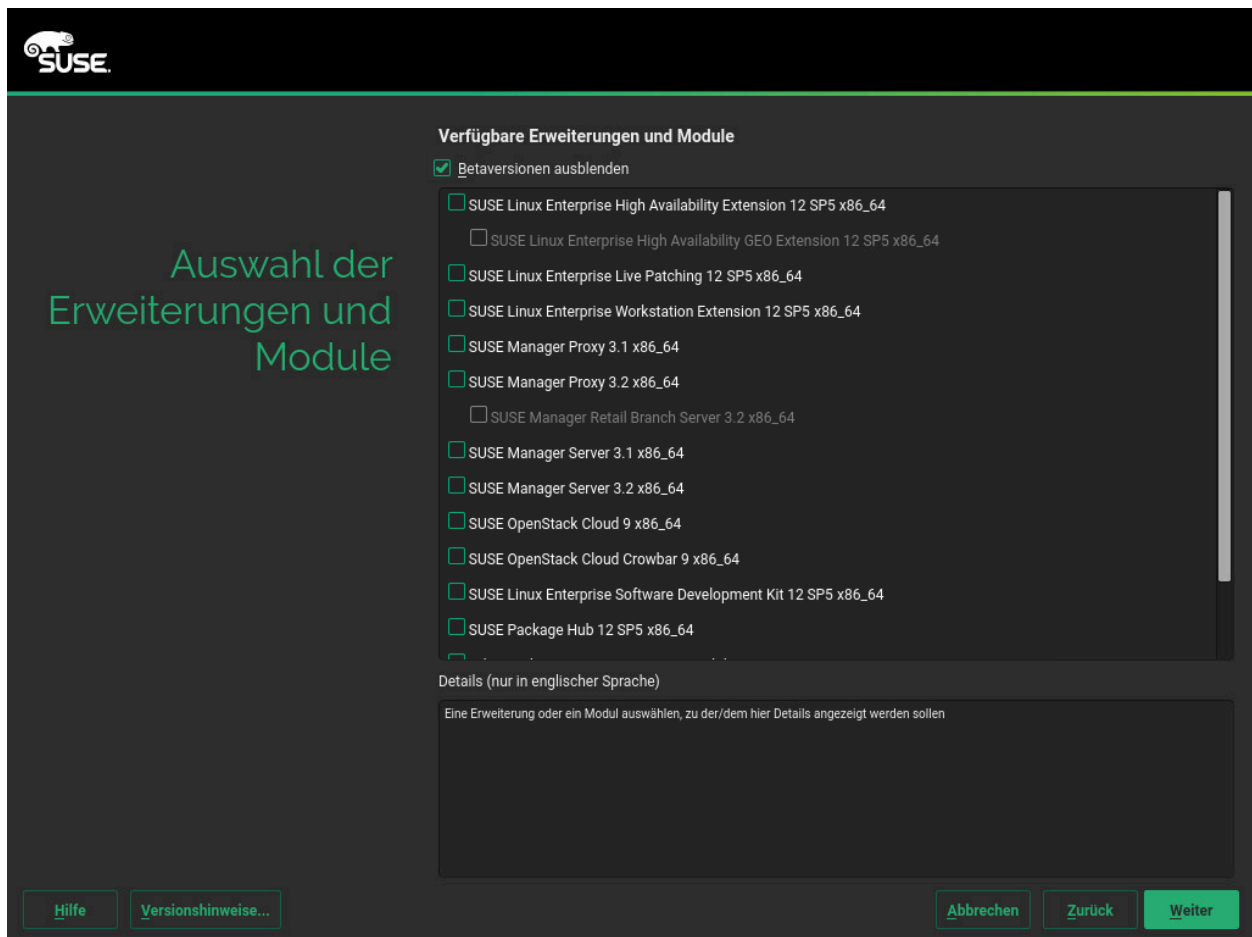 SUSE.
Auswahl der
Erweiterungen und
Module
Verfügbare Erweiterungen und Module
Betaversionen ausblenden
SUSE Linux Enterprise High Availability Extension 12 SP5 x86_64
SUSE Linux Enterprise High Availability GEO Extension 12 SP5 x86_64
SUSE Linux Enterprise Live Patching 12 SP5 x86_64
SUSE Linux Enterprise Workstation Extension 12 SP5 x86_64
SUSE Manager Proxy 3.1 x86_64
SUSE Manager Proxy 3.2 x86_64
SUSE Manager Retail Branch Server 3.2 x86_64
SUSE Manager Server 3.1 x86_64
SUSE Manager Server 3.2 x86_64
SUSE OpenStack Cloud 9 x86_64
SUSE OpenStack Cloud Crowbar 9 x86_64
SUSE Linux Enterprise Software Development Kit 12 SP5 x86_64
SUSE Package Hub 12 SP5 x86_64
Details (nur in englischer Sprache)
Eine Erweiterung oder ein Modul auswählen, zu der/dem hier Details angezeigt werden sollen
Hilfe
Versionshinweise...
Abbrechen
Zurück
Weiter